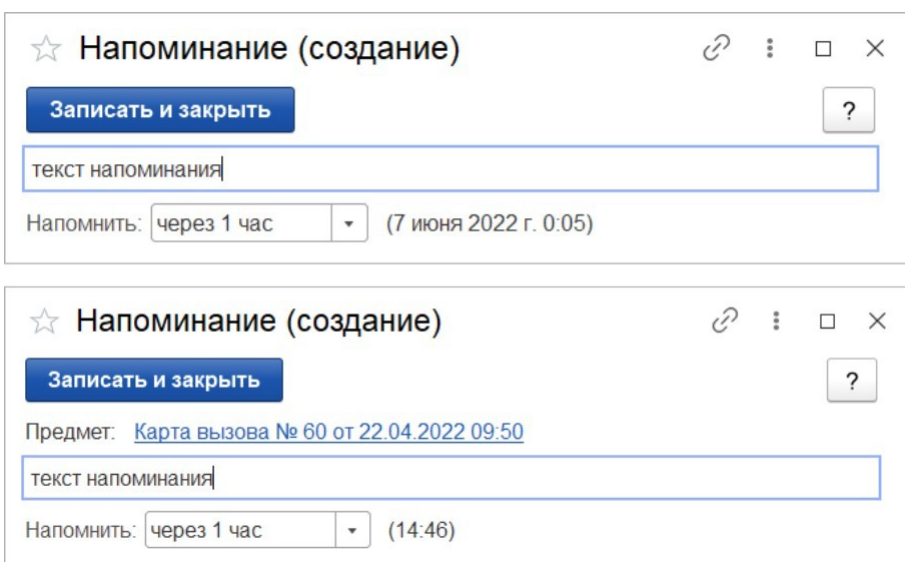 Напоминание (создание)
Записать и закрыть
?
текст напоминания
Напомнить: через 1 час (7 июня 2022 г. 0:05)
Напоминание (создание)
Записать и закрыть
?
Предмет: Карта вызова № 60 от 22.04.2022 09:50
текст напоминания
Напомнить: через 1 час (14:46)